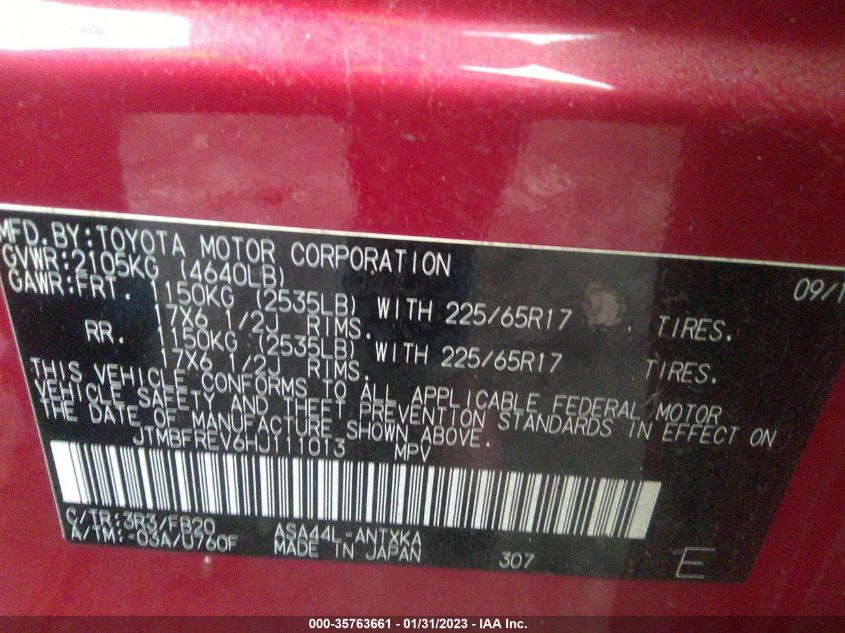 MFD. BY: TOYOTA MOTOR CORPORATION 09/1
GVWR: 2105KG (4640LB)
GAWR: FRT. 1150KG (2535LB) WITH 225/65R17 TIRES.
17X6 1/2J RIMS.
RR. 1150KG (2535LB) WITH 225/65R17 TIRES.
17X6 1/2J RIMS.
THIS VEHICLE CONFORMS TO ALL APPLICABLE FEDERAL MOTOR
VEHICLE SAFETY AND THEFT PREVENTION STANDARDS IN EFFECT ON
THE DATE OF MANUFACTURE SHOWN ABOVE.
JTMBFREV6HJ111013 MPV
C/TR: 3R3/FB20 ASA44L-ANTXKA
A/TM: -03A/U760F MADE IN JAPAN 307 E
000-35763661 / 01/31/2023 - IAA Inc.